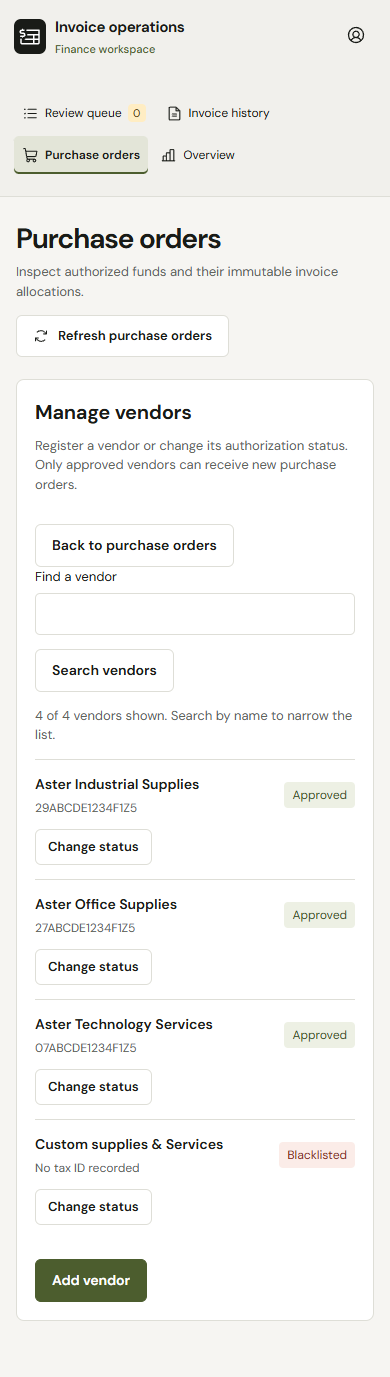 Invoice operations
Finance workspace
Review queue 0
Invoice history
Purchase orders
Overview
Purchase orders
Inspect authorized funds and their immutable invoice
allocations.
Refresh purchase orders
Manage vendors
Register a vendor or change its authorization status.
Only approved vendors can receive new purchase
orders.
Back to purchase orders
Find a vendor
Search vendors
4 of 4 vendors shown. Search by name to narrow the
list.
Aster Industrial Supplies
29ABCDE1234F1Z5
Approved
Change status
Aster Office Supplies
27ABCDE1234F1Z5
Approved
Change status
Aster Technology Services
07ABCDE1234F1Z5
Approved
Change status
Custom supplies & Services
No tax ID recorded
Blacklisted
Change status
Add vendor